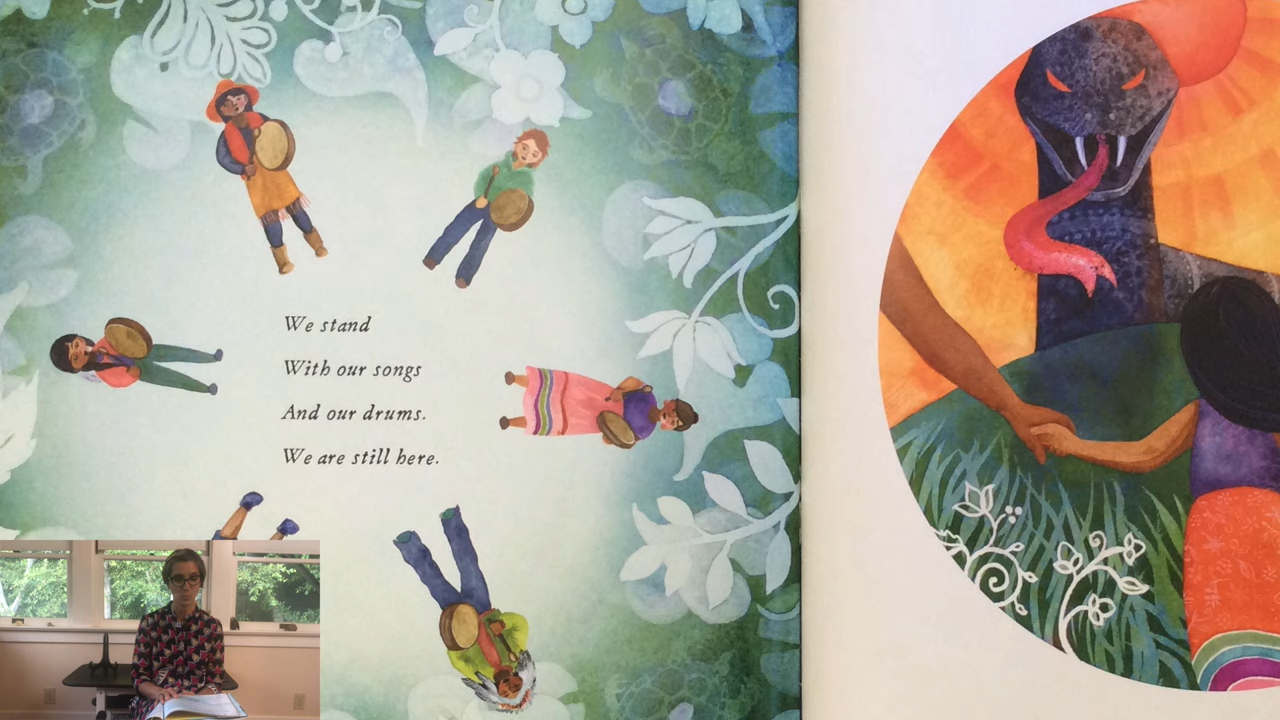 We stand
With our songs
And our drums.
We are still here.